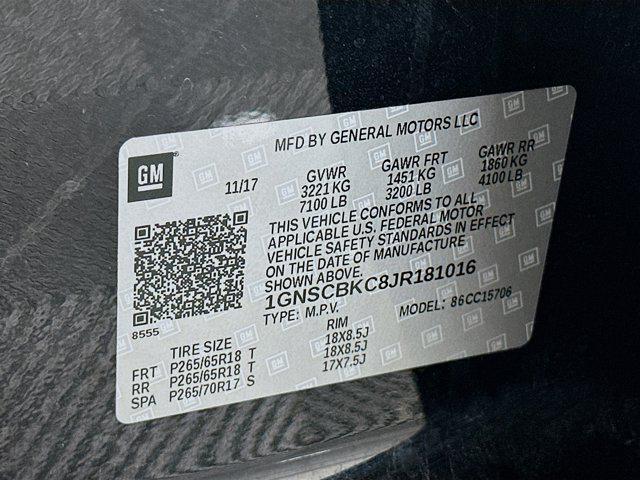 MFD BY GENERAL MOTORS LLC
GM
11/17
GVWR GAWR FRT GAWR RR
3221 KG 1451 KG 1860 KG
7100 LB 3200 LB 4100 LB
THIS VEHICLE CONFORMS TO ALL
APPLICABLE U.S. FEDERAL MOTOR
VEHICLE SAFETY STANDARDS IN EFFECT
ON THE DATE OF MANUFACTURE
SHOWN ABOVE.
1GNSCBKC8JR181016
8555
TYPE: M.P.V. MODEL: 86CC15706
TIRE SIZE RIM
FRT P265/65R18 T 18X8.5J
RR P265/65R18 T 18X8.5J
SPA P265/70R17 S 17X7.5J